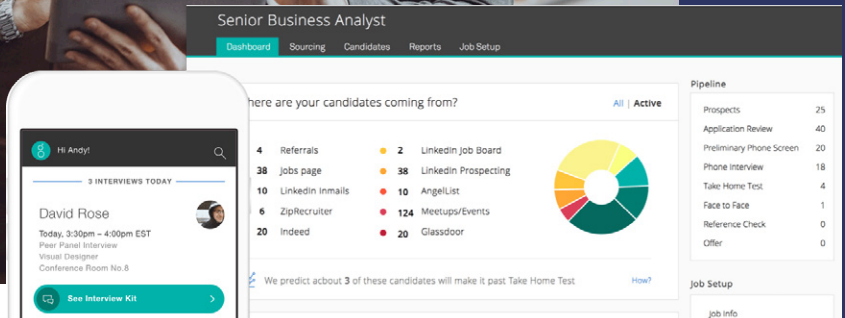 Senior Business Analyst
Dashboard Sourcing Candidates Reports Job Setup
here are your candidates coming from?
All | Active
4 Referrals
38 Jobs page
10 LinkedIn Inmails
6 ZipRecruiter
20 Indeed
2 LinkedIn Job Board
38 LinkedIn Prospecting
10 AngelList
124 Meetups/Events
20 Glassdoor
We predict acbout 3 of these candidates will make it past Take Home Test
How?
Pipeline
Prospects 25
Application Review 40
Preliminary Phone Screen 20
Phone Interview 18
Take Home Test 4
Face to Face 1
Reference Check 0
Offer 0
Job Setup
Job Info
Hi Andy!
3 INTERVIEWS TODAY
David Rose
Today, 3:30pm – 4:00pm EST
Peer Panel Interview
Visual Designer
Conference Room No.8
See Interview Kit